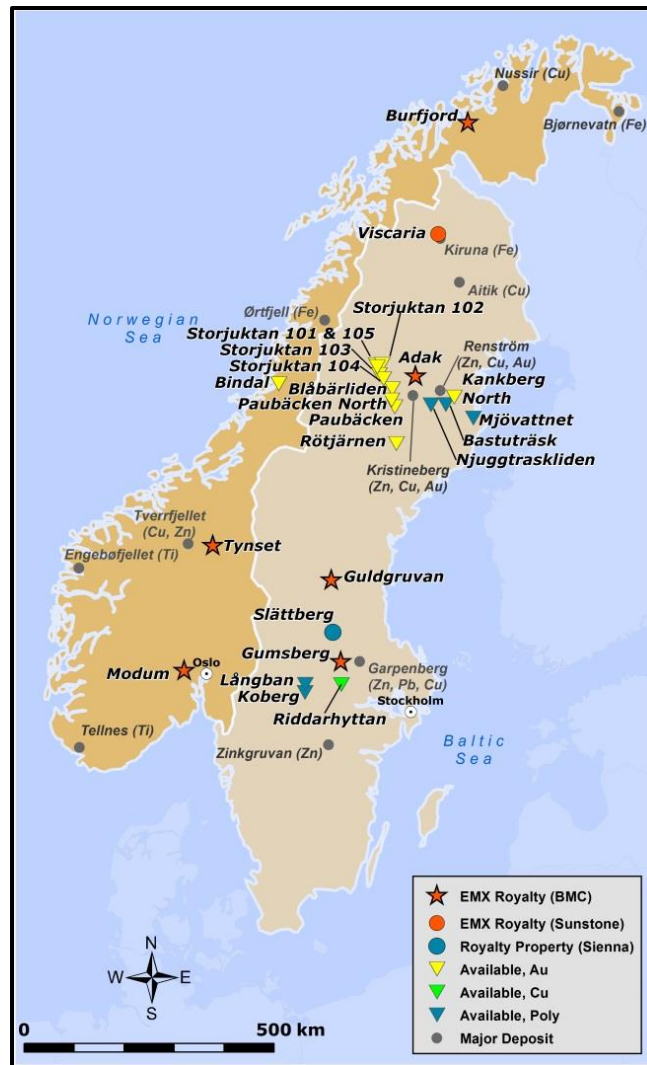 Nussir (Cu)
Burfjord
Bjørnevatn (Fe)
Viscaria
Kiruna (Fe)
Aitik (Cu)
Norwegian
Sea
Ørtfjell (Fe)
Storjuktan 102
Storjuktan 101 & 105
Storjuktan 103
Storjuktan 104
Adak
Renström
(Zn, Cu, Au)
Bindal
Blåbärliden
Kankberg
North
Paubäcken North
Paubäcken
Mjövattnet
Bastuträsk
Rötjärnen
Njuggtraskliden
Kristineberg
(Zn, Cu, Au)
Tverrfjellet
(Cu, Zn)
Tynset
Engebøfjellet (Ti)
Guldgruvan
Slättberg
Gumsberg
Oslo
Modum
Garpenberg
(Zn, Pb, Cu)
Långban
Koberg
Stockholm
Riddarhyttan
Tellnes (Ti)
Zinkgruvan (Zn)
Baltic
Sea
EMX Royalty (BMC)
EMX Royalty (Sunstone)
Royalty Property (Sienna)
Available, Au
Available, Cu
Available, Poly
Major Deposit
N
W E
S
0 500 km